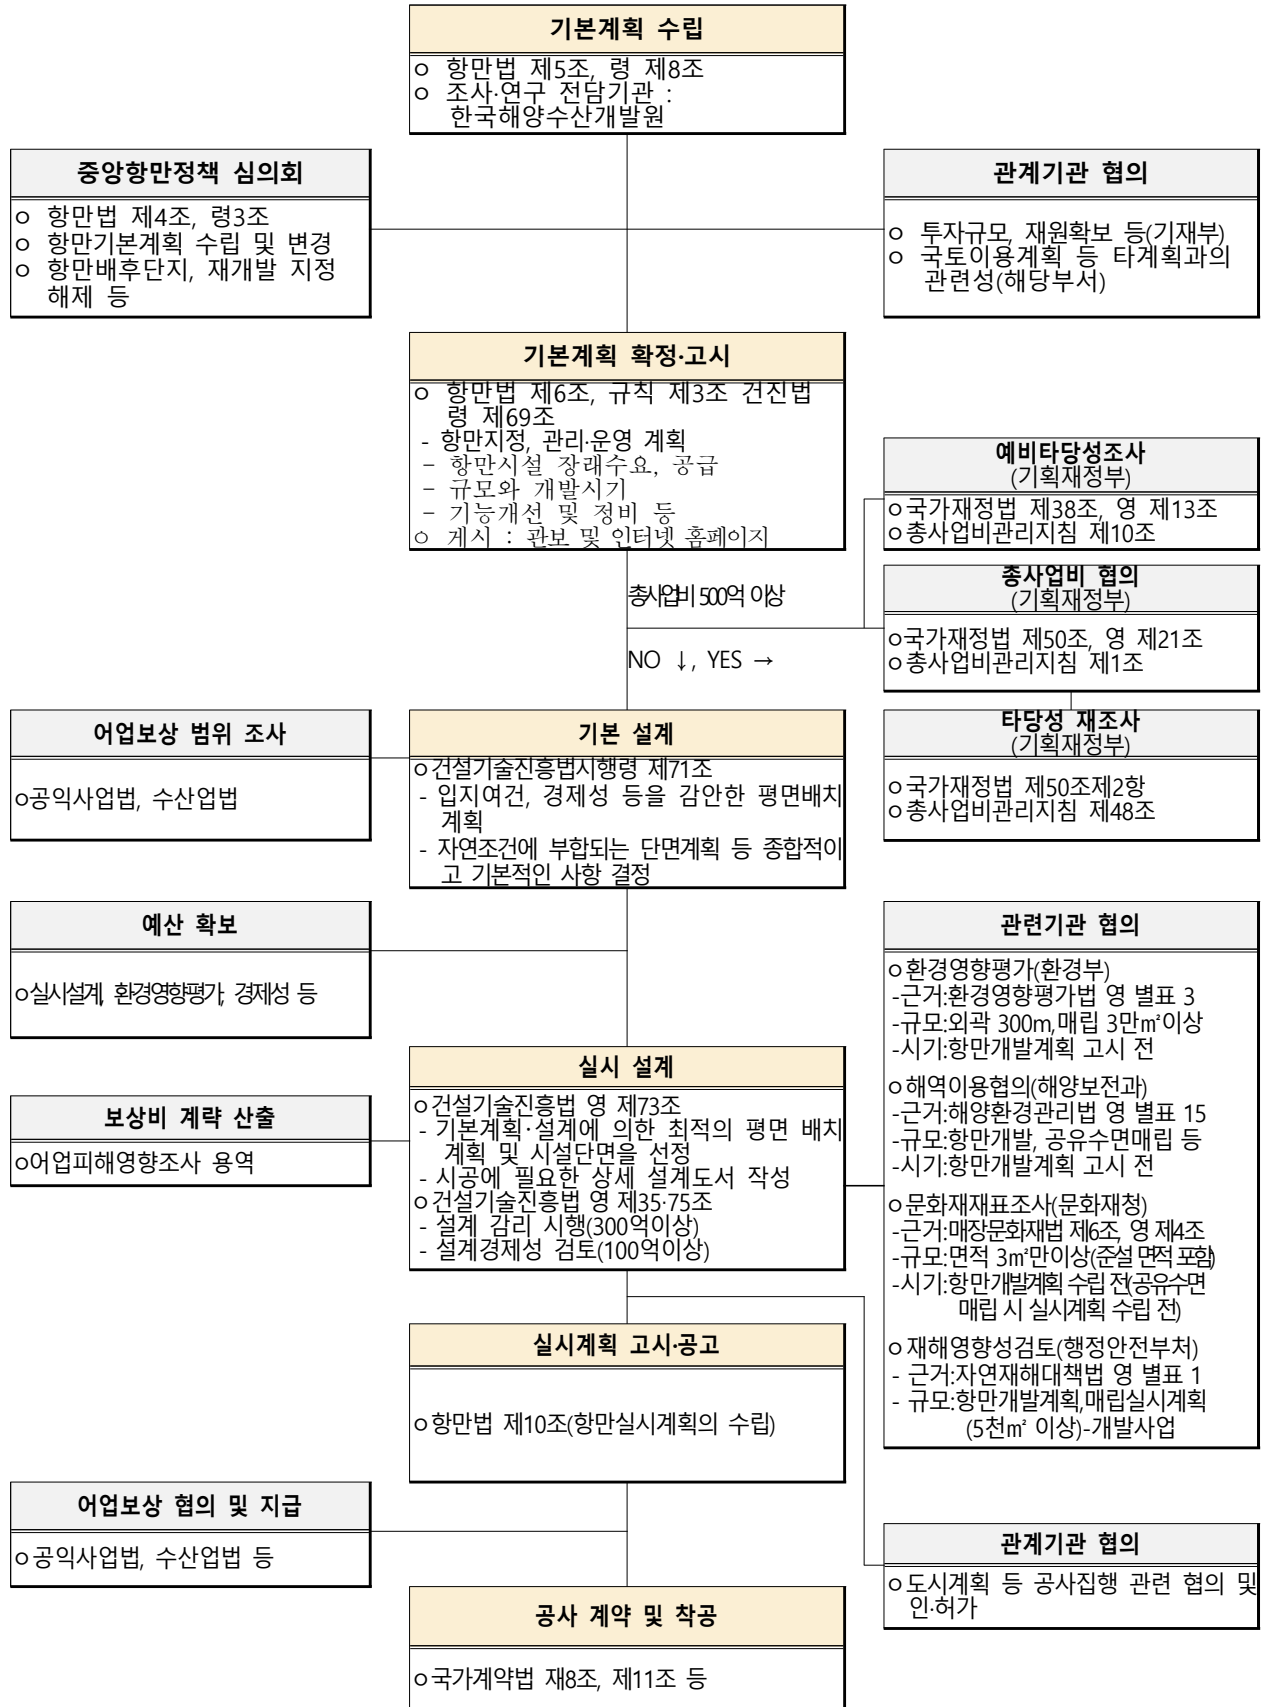 기본계획 수립
ㅇ 항만법 제5조, 령 제8조
ㅇ 조사·연구 전담기관 :
한국해양수산개발원
중앙항만정책 심의회
ㅇ 항만법 제4조, 령3조
ㅇ 항만기본계획 수립 및 변경
ㅇ 항만배후단지, 재개발 지정
해제 등
관계기관 협의
ㅇ 투자규모, 재원확보 등(기재부)
ㅇ 국토이용계획 등 타계획과의
관련성(해당부서)
기본계획 확정·고시
ㅇ 항만법 제6조, 규칙 제3조 건진법
령 제69조
- 항만지정, 관리·운영 계획
- 항만시설 장래수요, 공급
- 규모와 개발시기
- 기능개선 및 정비 등
ㅇ 게시 : 관보 및 인터넷 홈페이지
예비타당성조사
(기획재정부)
ㅇ국가재정법 제38조, 영 제13조
ㅇ총사업비관리지침 제10조
총사업비 500억 이상
NO ↓, YES →
총사업비 협의
(기획재정부)
ㅇ국가재정법 제50조, 영 제21조
ㅇ총사업비관리지침 제1조
타당성 재조사
(기획재정부)
ㅇ국가재정법 제50조제2항
ㅇ총사업비관리지침 제48조
어업보상 범위 조사
ㅇ공익사업법, 수산업법
기본 설계
ㅇ건설기술진흥법시행령 제71조
- 입지여건, 경제성 등을 감안한 평면배치
계획
- 자연조건에 부합되는 단면계획 등 종합적이
고 기본적인 사항 결정
예산 확보
ㅇ실시설계, 환경영향평가, 경제성 등
관련기관 협의
ㅇ환경영향평가(환경부)
-근거:환경영향평가법 영 별표 3
-규모:외곽 300m,매립 3만㎡이상
-시기:항만개발계획 고시 전
ㅇ해역이용협의(해양보전과)
-근거:해양환경관리법 영 별표 15
-규모:항만개발, 공유수면매립 등
-시기:항만개발계획 고시 전
ㅇ문화재재표조사(문화재청)
-근거:매장문화재법 제6조, 영 제4조
-규모:면적 3㎡만이상(준설 면적 포함)
-시기:항만개발계획 수립 전(공유수면
매립 시 실시계획 수립 전)
ㅇ재해영향성검토(행정안전부처)
- 근거:자연재해대책법 영 별표 1
- 규모:항만개발계획,매립실시계획
(5천㎡ 이상)-개발사업
실시 설계
ㅇ건설기술진흥법 영 제73조
- 기본계획·설계에 의한 최적의 평면 배치
계획 및 시설단면을 선정
- 시공에 필요한 상세 설계도서 작성
ㅇ건설기술진흥법 영 제35·75조
- 설계 감리 시행(300억이상)
- 설계경제성 검토(100억이상)
보상비 계략 산출
ㅇ어업피해영향조사 용역
실시계획 고시·공고
ㅇ항만법 제10조(항만실시계획의 수립)
어업보상 협의 및 지급
ㅇ공익사업법, 수산업법 등
관계기관 협의
ㅇ도시계획 등 공사집행 관련 협의 및
인·허가
공사 계약 및 착공
ㅇ국가계약법 재8조, 제11조 등